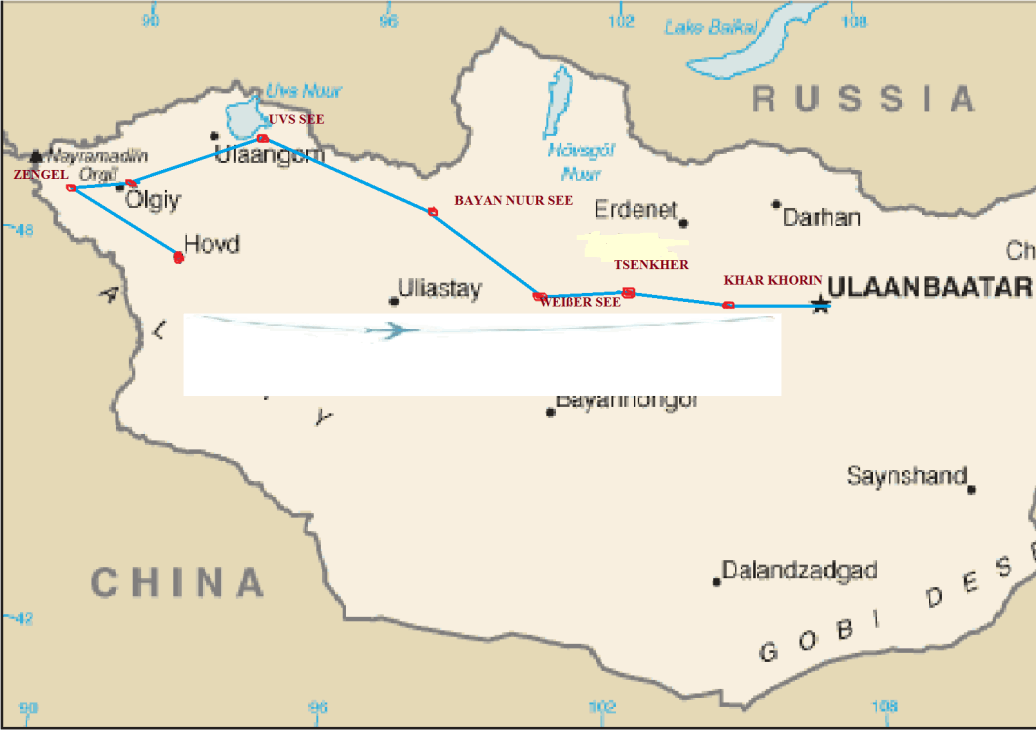 90
96
102
108
Lake Baikal
RUSSIA
Uvs Nuur
UVS SEE
Ulaangom
Nayramadlin
Orgil
ZENGEL
Olgiy
Hövsgöl
Nuur
BAYAN NUUR SEE
Erdenet
Darhan
48
Hovd
Ch
TSENKHER
KHAR KHORIN
ULAANBAATAR
Uliastay
WEIßER SEE
A
L
Y
Bayanhongor
Saynshand
CHINA
Dalandzadgad
GOBI DESE
42
90
96
102
108